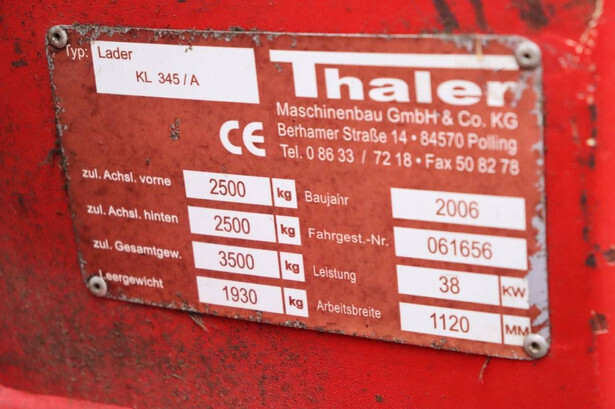 Typ: Lader
KL 345/A
Thaler
Maschinenbau GmbH & Co. KG
Berhamer Straße 14 • 84570 Polling
Tel. 0 86 33 / 72 18 • Fax 50 82 78
CE
zul. Achsl. vorne 2500 kg
zul. Achsl. hinten 2500 kg
zul. Gesamtgew. 3500 kg
Leergewicht 1930 kg
Baujahr 2006
Fahrgest.-Nr. 061656
Leistung 38 KW
Arbeitsbreite 1120 MM